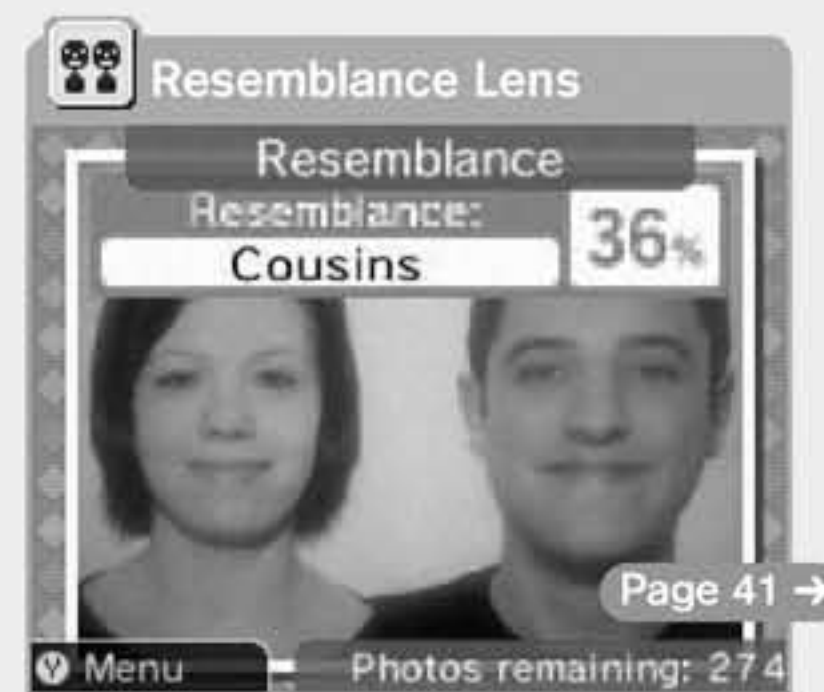 Resemblance Lens
Resemblance
Resemblance:
36%
Cousins
Page 41 →
Ⓨ Menu
Photos remaining: 274